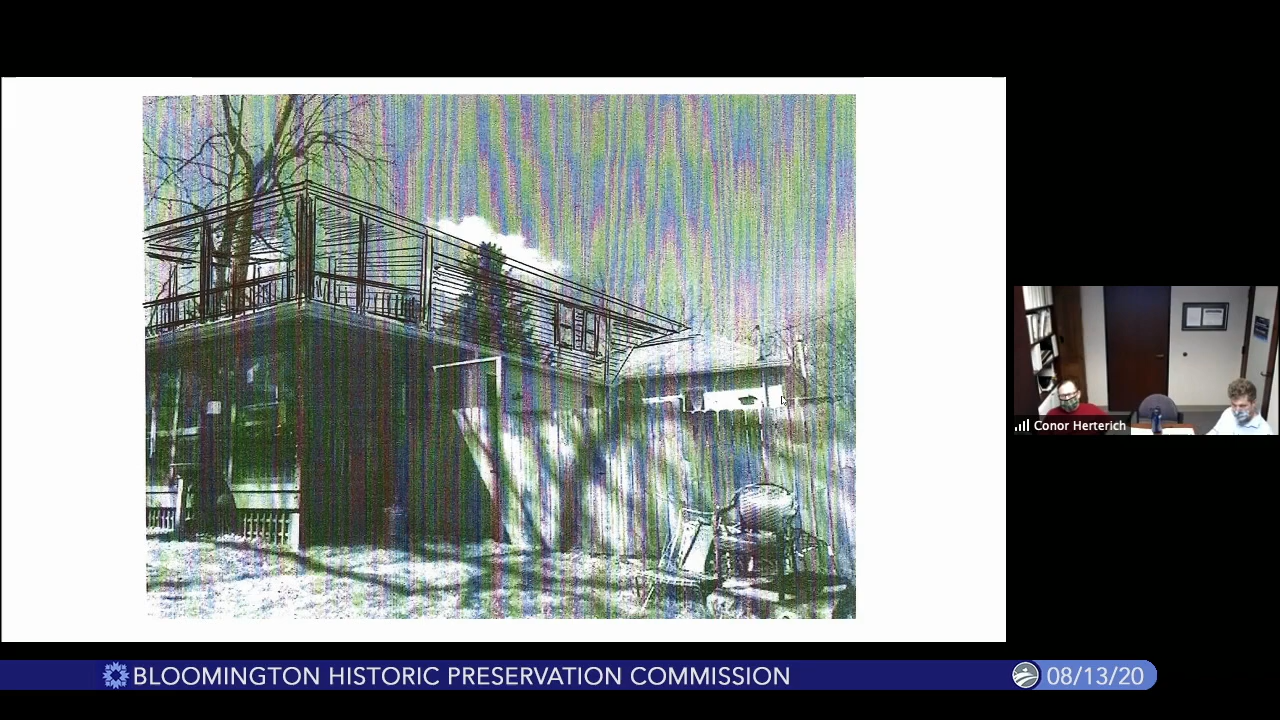 Conor Herterich
BLOOMINGTON HISTORIC PRESERVATION COMMISSION
08/13/20